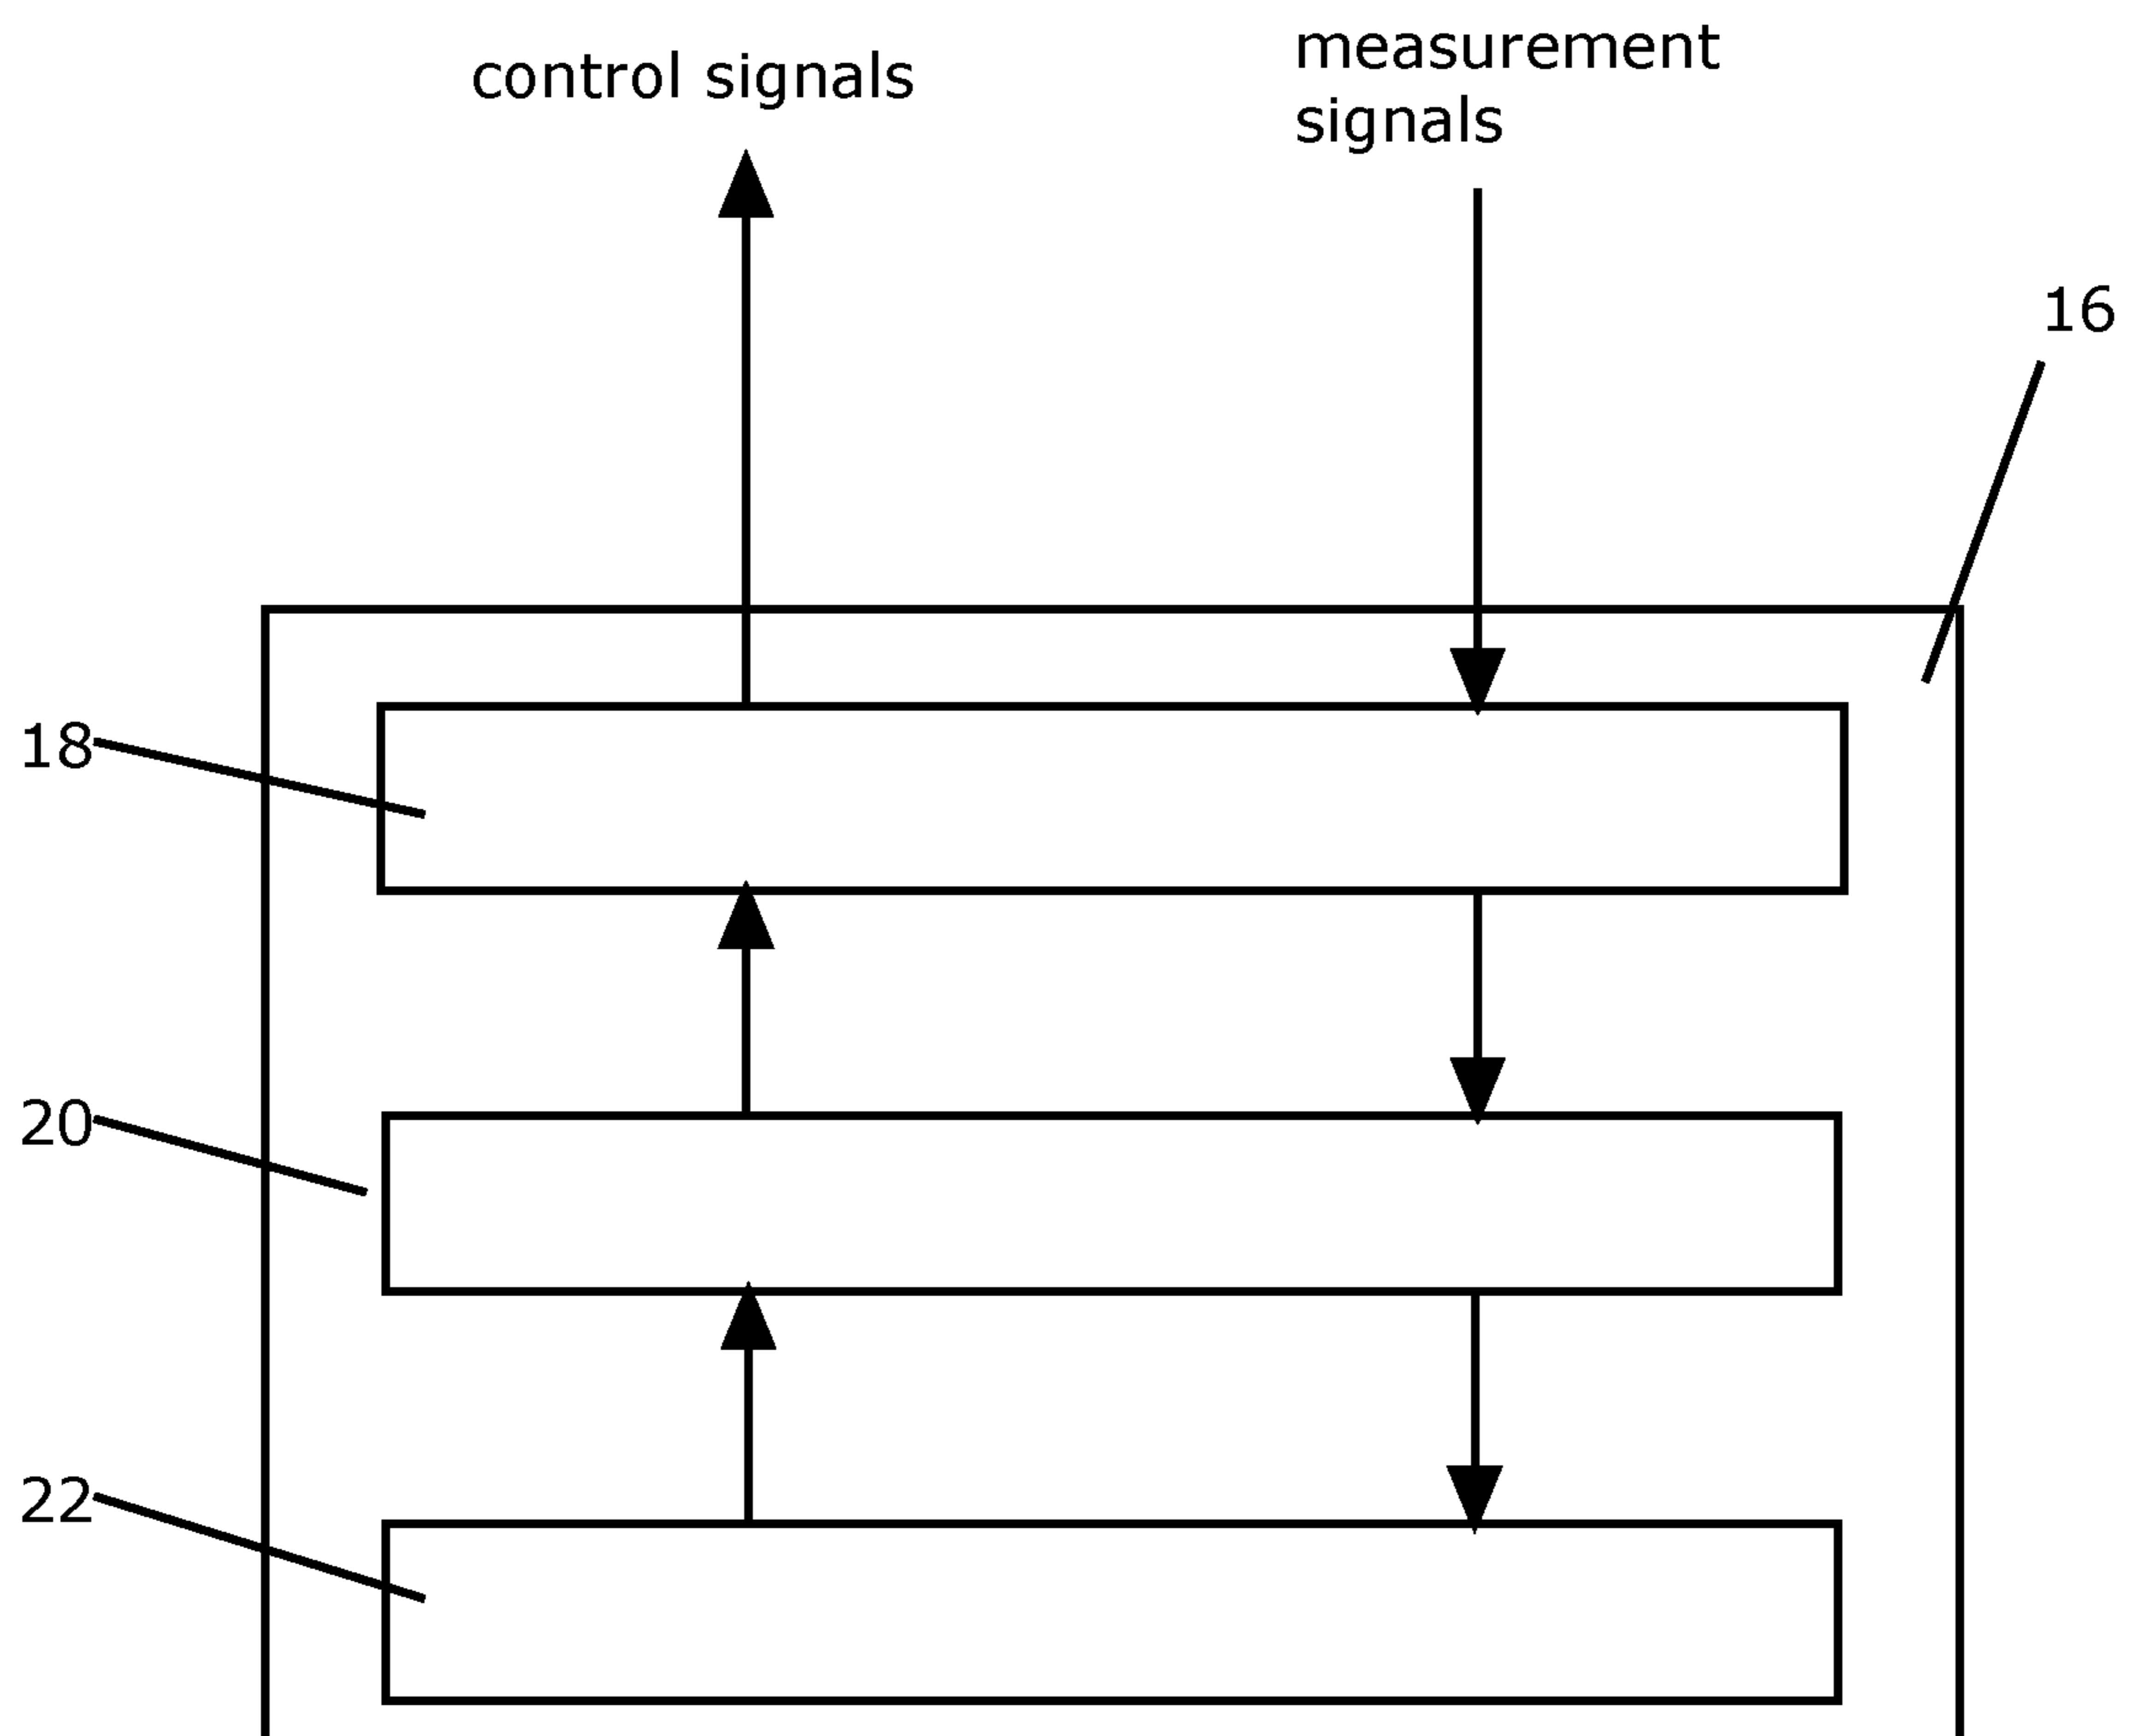 control signals
measurement
signals
16
18
20
22